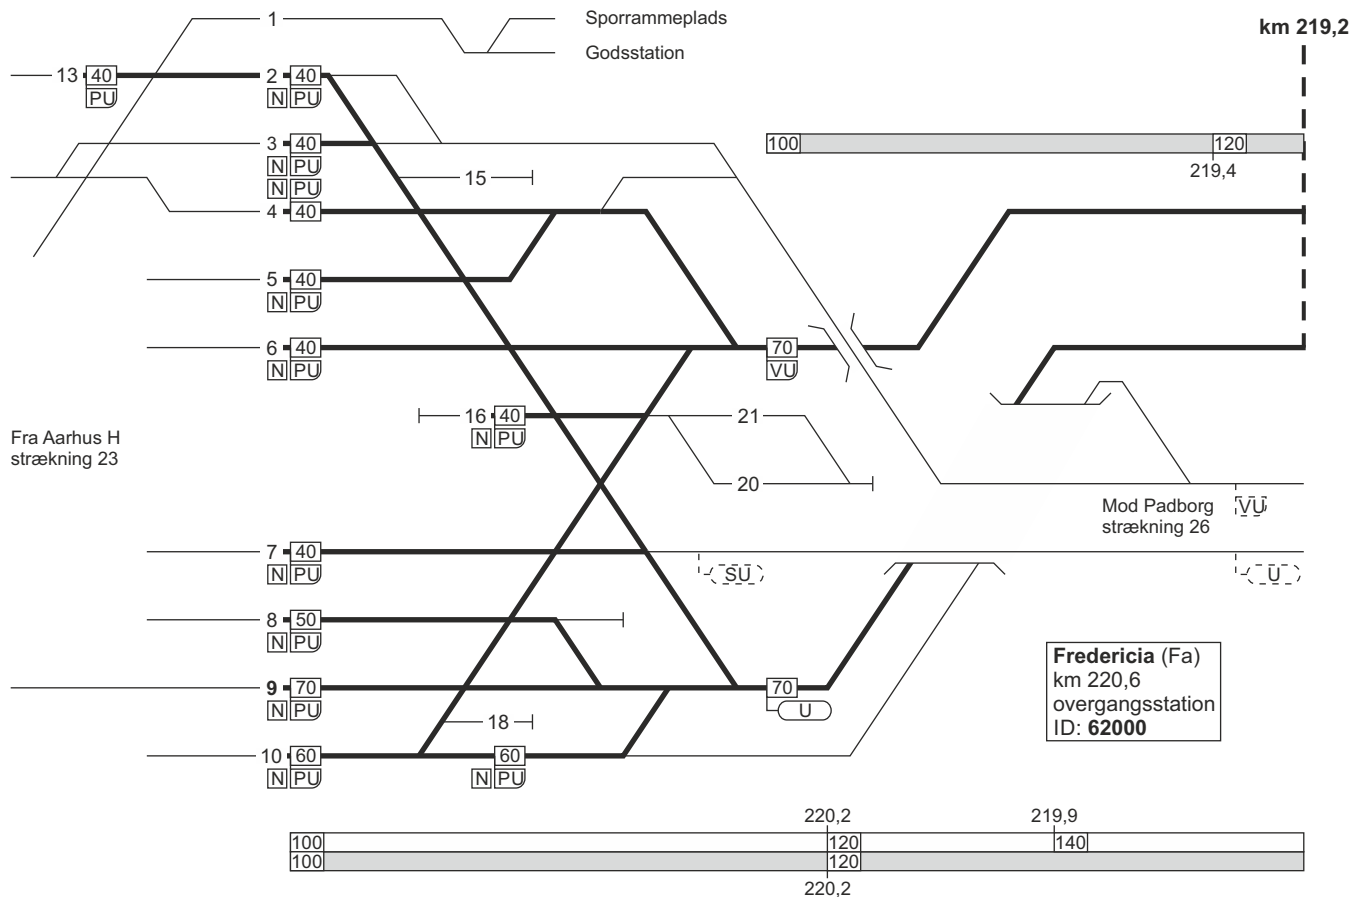 1
Sporrammeplads
Godsstation
km 219,2
13 40 2 40
PU N PU
3 40
N PU
N PU
100 120
219,4
15
4 40
5 40
N PU
6 40 70
N PU VU
16 40 21
N PU
Fra Aarhus H
strækning 23
20
Mod Padborg VU
strækning 26
7 40
N PU SU U
8 50
N PU
Fredericia (Fa)
km 220,6
overgangsstation
ID: 62000
9 70 70
N PU U
18
10 60 60
N PU N PU
220,2 219,9
100 120 140
100 120
220,2